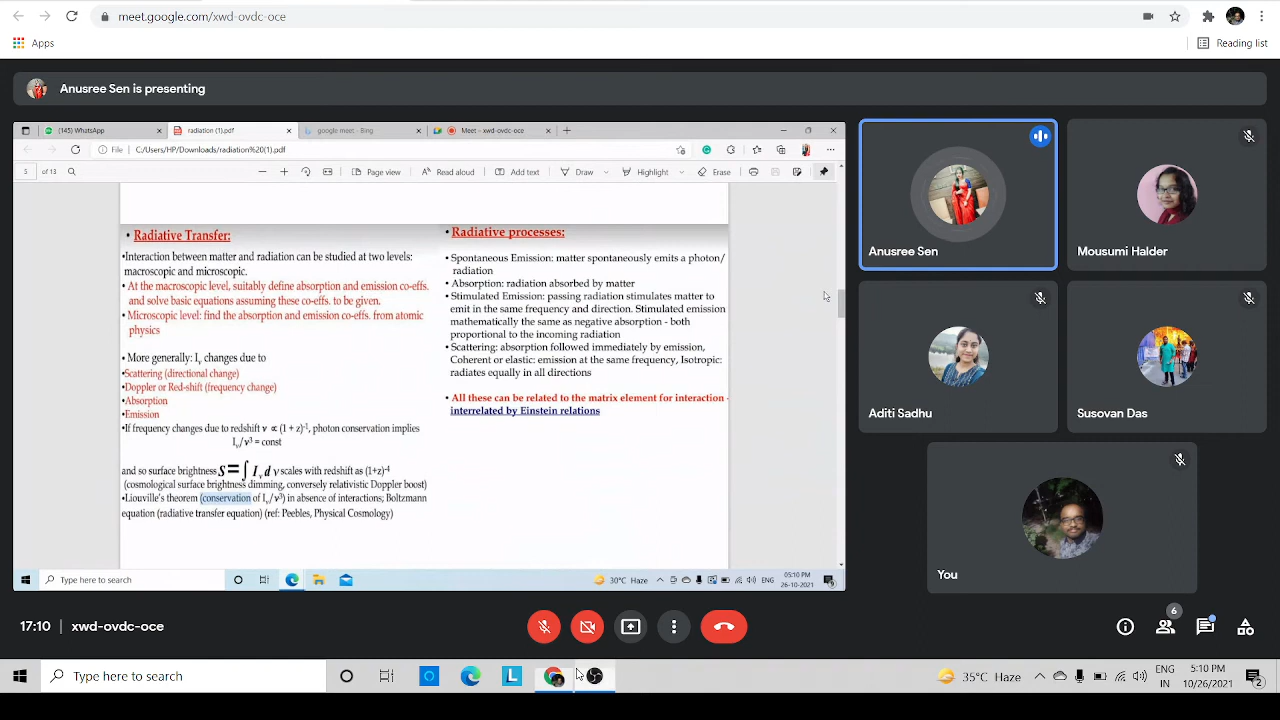 meet.google.com/xwd-ovdc-oce
Apps
Reading list
Anusree Sen is presenting
(145) WhatsApp
radiation (1).pdf
google meet - Bing
Meet – xwd-ovdc-oce
File
C:/Users/HP/Downloads/radiation%20(1).pdf
5 of 13
Page view
Read aloud
Add text
Draw
Highlight
Erase
• Radiative Transfer:
•Interaction between matter and radiation can be studied at two levels:
macroscopic and microscopic.
• At the macroscopic level, suitably define absorption and emission co-effs.
and solve basic equations assuming these co-effs. to be given.
• Microscopic level: find the absorption and emission co-effs. from atomic
physics
• More generally: Iν changes due to
•Scattering (directional change)
•Doppler or Red-shift (frequency change)
•Absorption
•Emission
•If frequency changes due to redshift ν ∝ (1 + z)-1, photon conservation implies
Iν/ν3 = const
and so surface brightness S=∫ Iν d ν scales with redshift as (1+z)-4
(cosmological surface brightness dimming, conversely relativistic Doppler boost)
•Liouville's theorem (conservation of Iν/ν3) in absence of interactions; Boltzmann
equation (radiative transfer equation) (ref: Peebles, Physical Cosmology)
• Radiative processes:
• Spontaneous Emission: matter spontaneously emits a photon/
radiation
• Absorption: radiation absorbed by matter
• Stimulated Emission: passing radiation stimulates matter to
emit in the same frequency and direction. Stimulated emission
mathematically the same as negative absorption - both
proportional to the incoming radiation
• Scattering: absorption followed immediately by emission,
Coherent or elastic: emission at the same frequency, Isotropic:
radiates equally in all directions
• All these can be related to the matrix element for interaction -
interrelated by Einstein relations
Type here to search
30°C Haze
ENG
05:10 PM
26-10-2021
Anusree Sen
Mousumi Halder
Aditi Sadhu
Susovan Das
You
17:10 | xwd-ovdc-oce
6
Type here to search
L
35°C Haze
ENG
IN
5:10 PM
10/26/2021
2